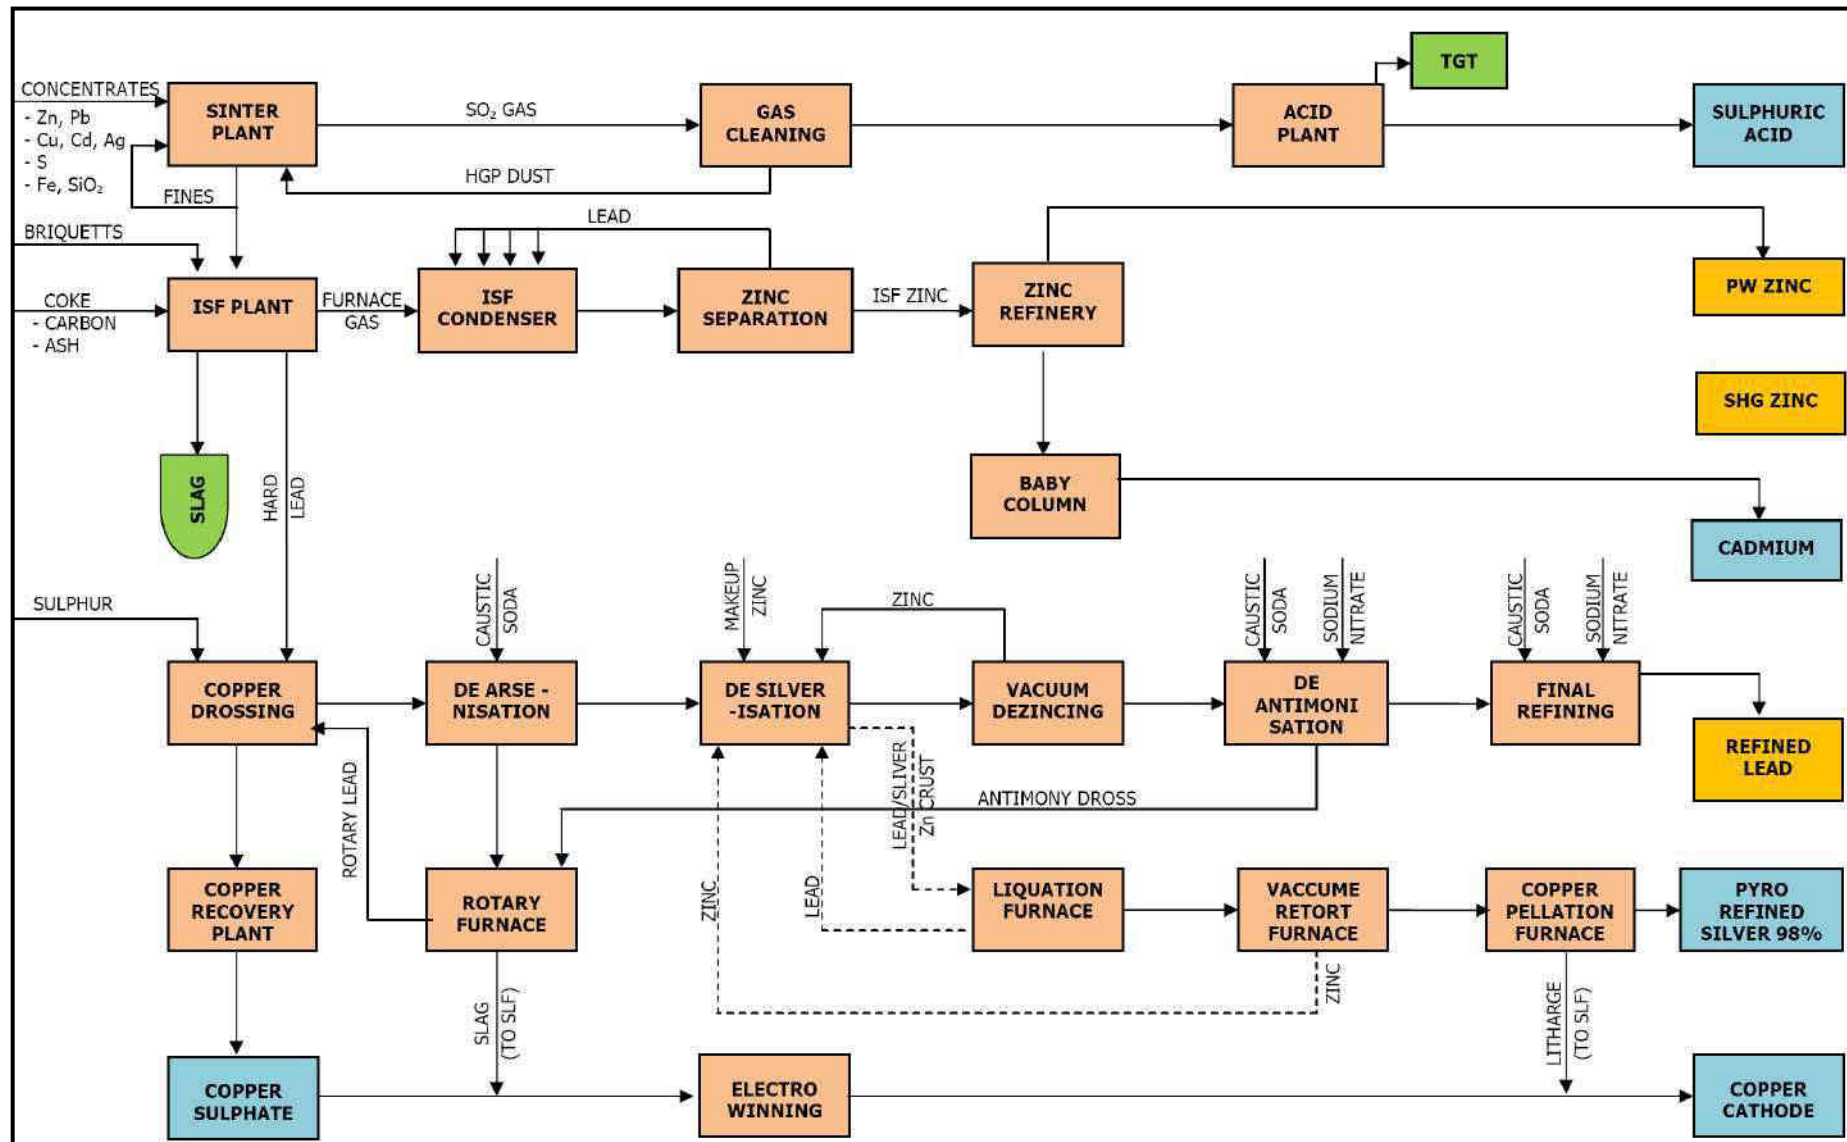 TGT
CONCENTRATES
- Zn, Pb
- Cu, Cd, Ag
- S
- Fe, SiO₂
SINTER
PLANT
SO₂ GAS
GAS
CLEANING
ACID
PLANT
SULPHURIC
ACID
HGP DUST
FINES
BRIQUETTS
LEAD
COKE
- CARBON
- ASH
ISF PLANT
FURNACE
GAS
ISF
CONDENSER
ZINC
SEPARATION
ISF ZINC
ZINC
REFINERY
PW ZINC
SHG ZINC
SLAG
HARD
LEAD
BABY
COLUMN
CADMIUM
SULPHUR
CAUSTIC
SODA
MAKEUP
ZINC
ZINC
CAUSTIC
SODA
SODIUM
NITRATE
CAUSTIC
SODA
SODIUM
NITRATE
COPPER
DROSSING
DE ARSE -
NISATION
DE SILVER
-ISATION
VACUUM
DEZINCING
DE
ANTIMONI
SATION
FINAL
REFINING
REFINED
LEAD
ROTARY LEAD
LEAD/SLIVER
Zn CRUST
ANTIMONY DROSS
ZINC
LEAD
COPPER
RECOVERY
PLANT
ROTARY
FURNACE
LIQUATION
FURNACE
VACCUME
RETORT
FURNACE
COPPER
PELLATION
FURNACE
PYRO
REFINED
SILVER 98%
SLAG
(TO SLF)
ZINC
LITHARGE
(TO SLF)
COPPER
SULPHATE
ELECTRO
WINNING
COPPER
CATHODE